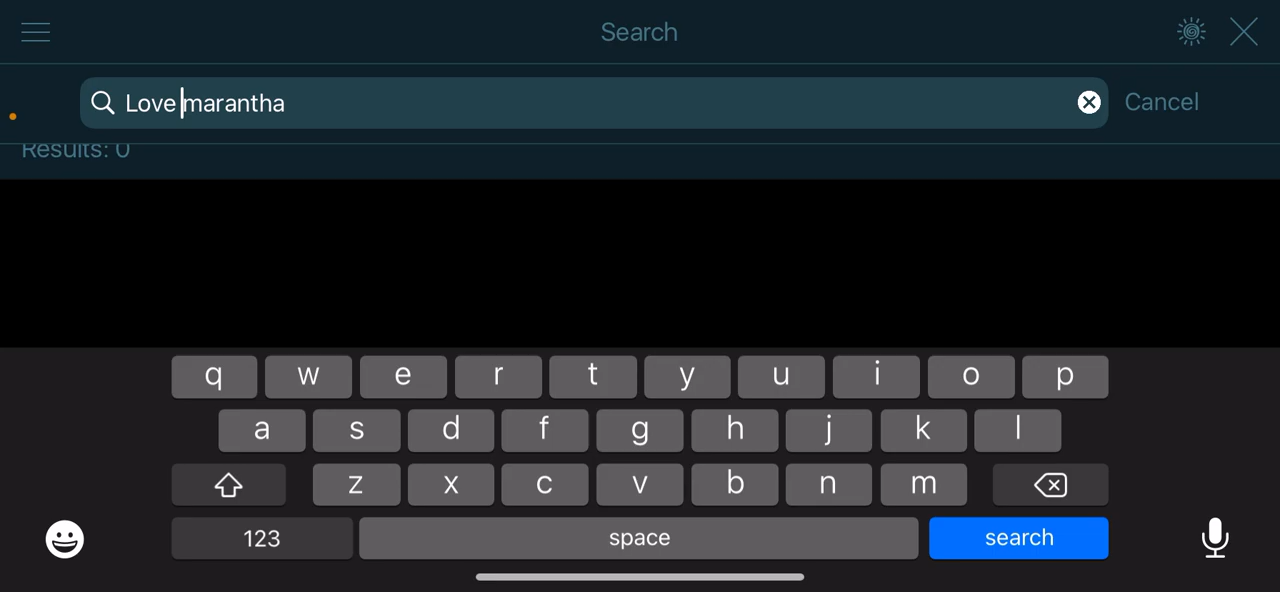 Search
Love marantha
Cancel
Results: 0
q w e r t y u i o p
a s d f g h j k l
z x c v b n m
123 space search